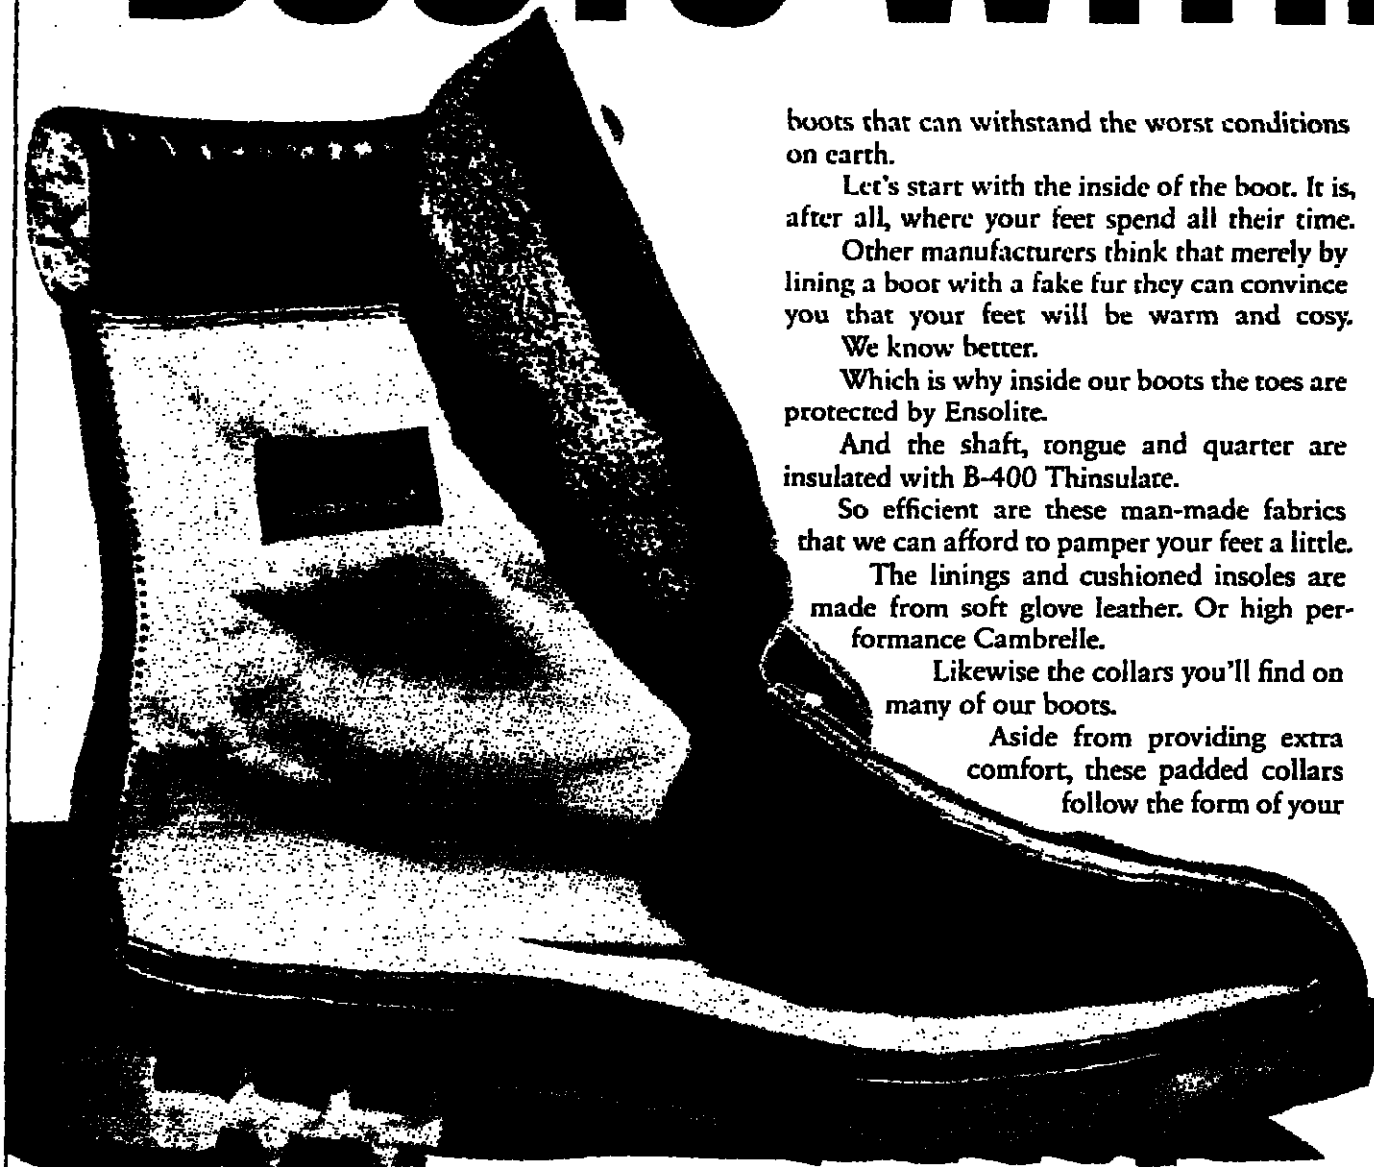 BOOTS WITH
boots that can withstand the worst conditions
on earth.
Let's start with the inside of the boot. It is,
after all, where your feet spend all their time.
Other manufacturers think that merely by
lining a boot with a fake fur they can convince
you that your feet will be warm and cosy.
We know better.
Which is why inside our boots the toes are
protected by Ensolite.
And the shaft, tongue and quarter are
insulated with B-400 Thinsulate.
So efficient are these man-made fabrics
that we can afford to pamper your feet a little.
The linings and cushioned insoles are
made from soft glove leather. Or high per-
formance Cambrelle.
Likewise the collars you'll find on
many of our boots.
Aside from providing extra
comfort, these padded collars
follow the form of your